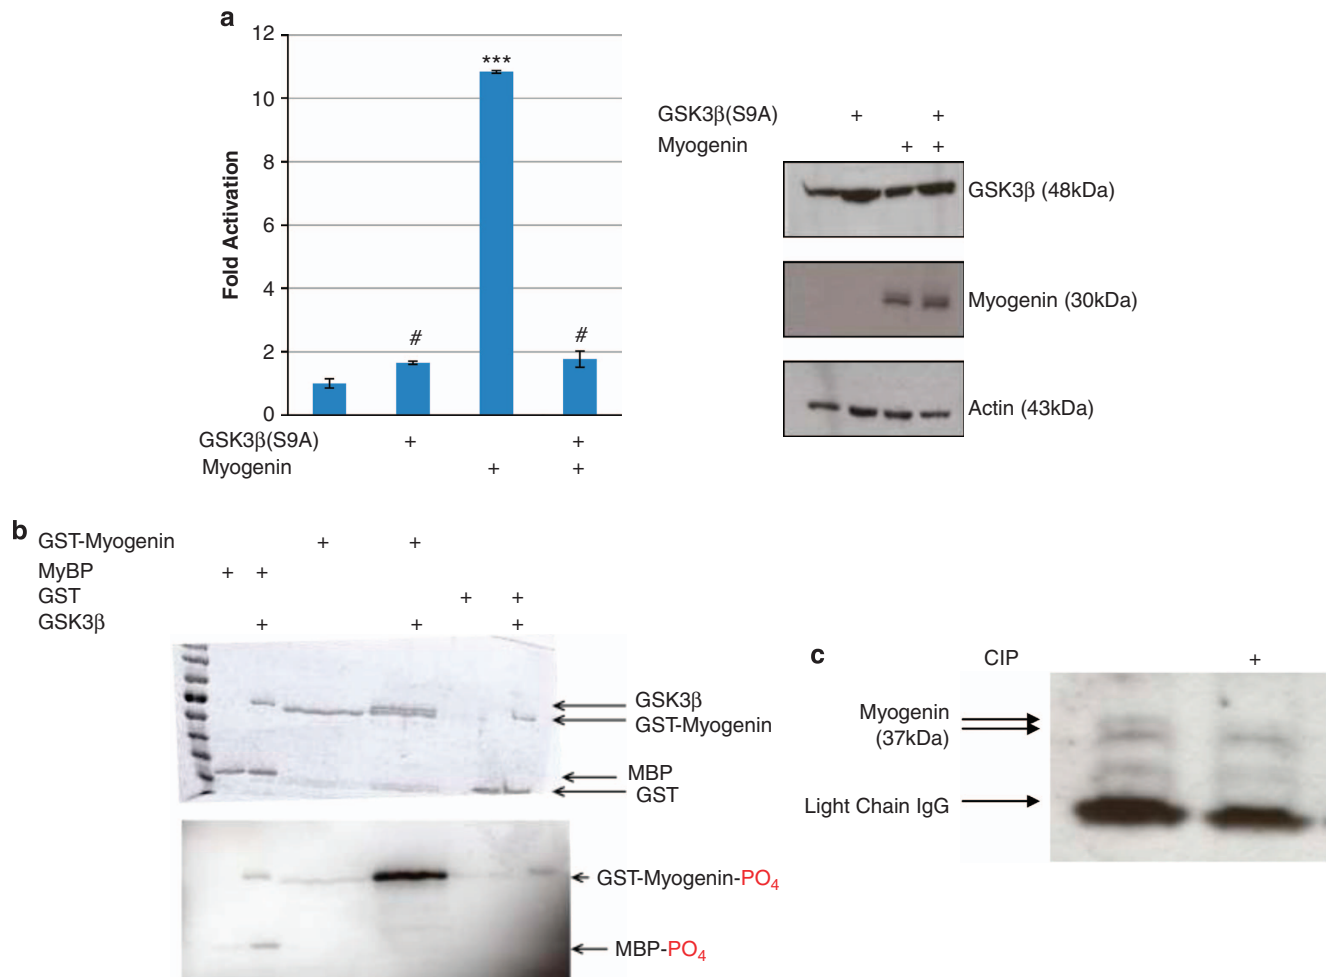 a
12
10
8
6
4
2
0
Fold Activation
***
#
#
GSK3β(S9A) + +
Myogenin + +
GSK3β(S9A) + +
Myogenin + +
GSK3β (48kDa)
Myogenin (30kDa)
Actin (43kDa)
b
GST-Myogenin + +
MyBP + +
GST + +
GSK3β + + +
GSK3β
GST-Myogenin
MBP
GST
GST-Myogenin-PO4
MBP-PO4
c
CIP +
Myogenin
(37kDa)
Light Chain IgG